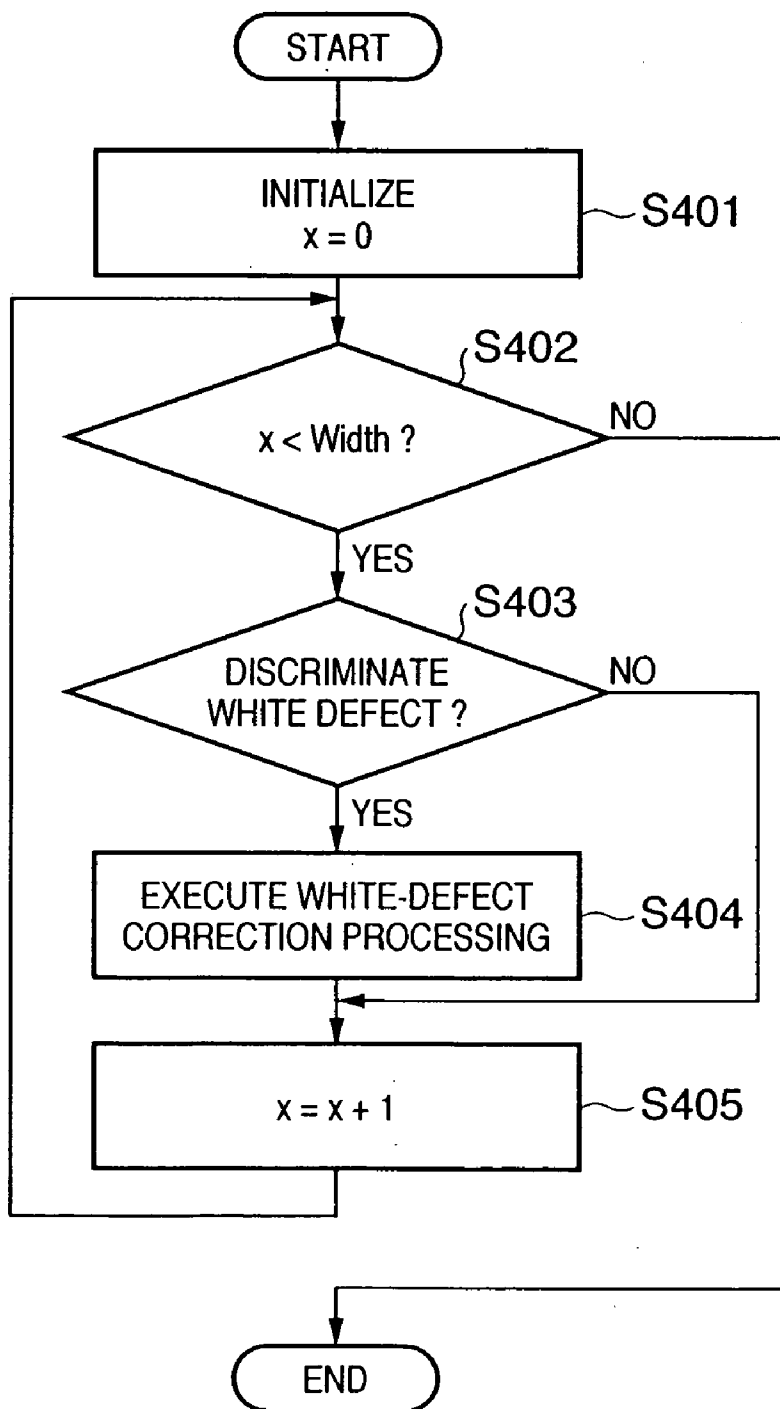 START
INITIALIZE
x = 0
S401
S402
x < Width ?
NO
YES
S403
DISCRIMINATE
WHITE DEFECT ?
NO
YES
EXECUTE WHITE-DEFECT
CORRECTION PROCESSING
S404
x = x + 1
S405
END